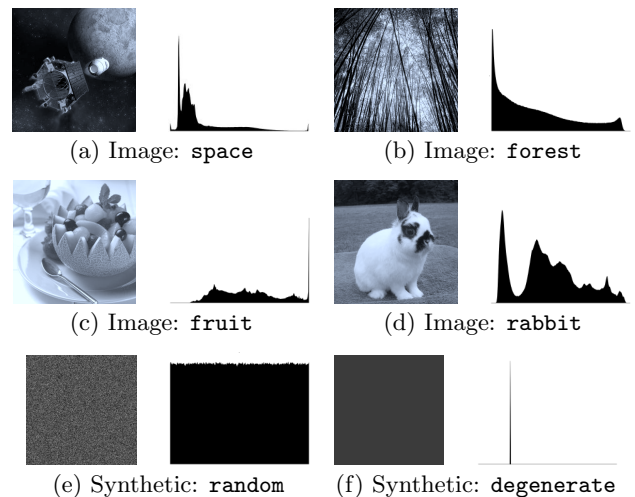 (a) Image: space
(b) Image: forest
(c) Image: fruit
(d) Image: rabbit
(e) Synthetic: random
(f) Synthetic: degenerate